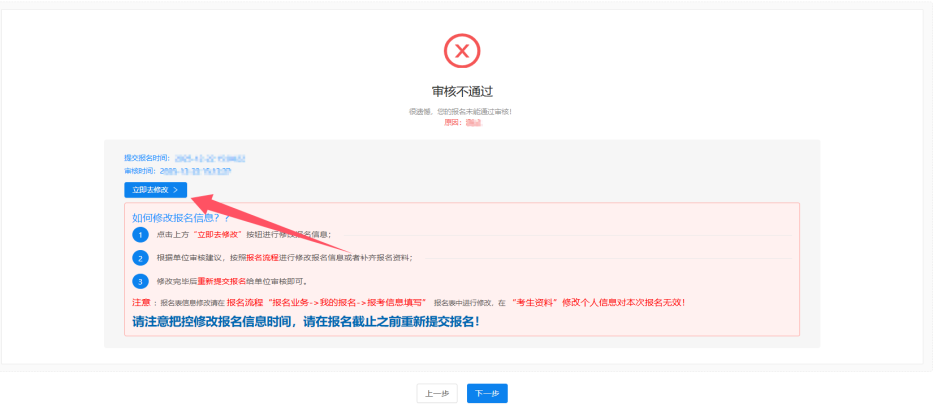 审核不通过
很遗憾，您的报名未能通过审核！
原因：
提交报名时间：
审核时间：
立即去修改 >
如何修改报名信息？？
1 点击上方“立即去修改”按钮进行修改报名信息；
2 根据单位审核建议，按照报名流程进行修改报名信息或者补齐报名资料；
3 修改完毕后重新提交报名给单位审核即可。
注意：报名表信息修改请在 报名流程“报名业务->我的报名->报考信息填写” 报名表中进行修改，在 “考生资料”修改个人信息对本次报名无效！
请注意把控修改报名信息时间，请在报名截止之前重新提交报名！
上一步 下一步